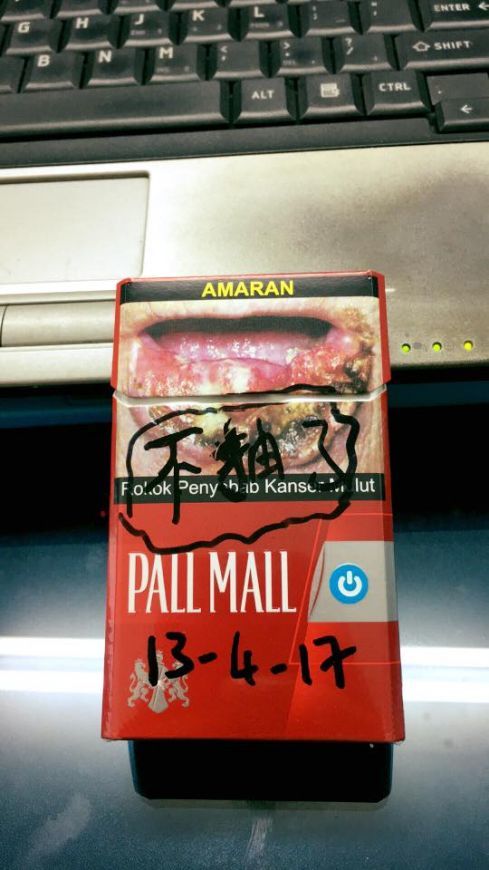 ENTER
G H J K L
SHIFT
B N M
ALT CTRL
AMARAN
不抽了
Rokok Penyebab Kanser Mulut
PALL MALL
13-4-17